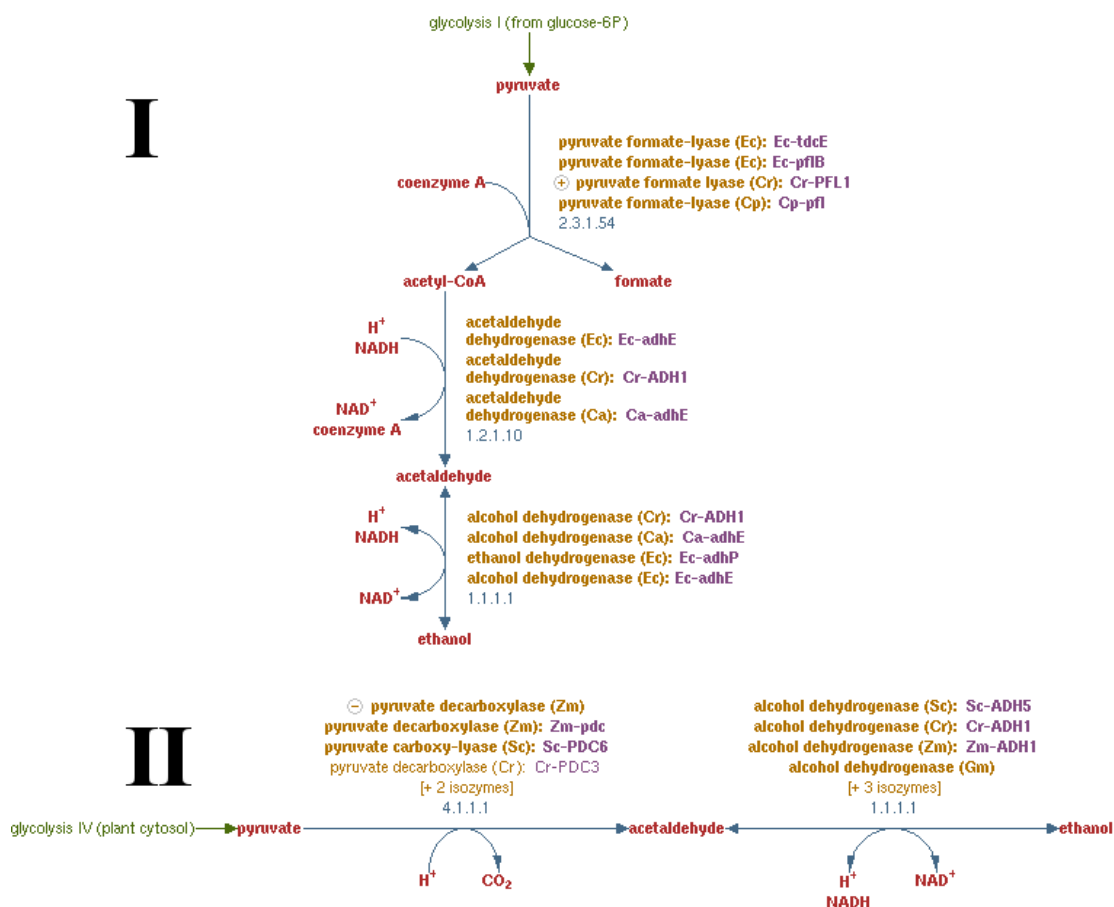 glycolysis I (from glucose-6P)
pyruvate
I
pyruvate formate-lyase (Ec): Ec-tdcE
pyruvate formate-lyase (Ec): Ec-pflB
+ pyruvate formate lyase (Cr): Cr-PFL1
pyruvate formate-lyase (Cp): Cp-pfl
2.3.1.54
coenzyme A
acetyl-CoA
formate
H+
NADH
NAD+
coenzyme A
acetaldehyde
dehydrogenase (Ec): Ec-adhE
acetaldehyde
dehydrogenase (Cr): Cr-ADH1
acetaldehyde
dehydrogenase (Ca): Ca-adhE
1.2.1.10
acetaldehyde
H+
NADH
NAD+
alcohol dehydrogenase (Cr): Cr-ADH1
alcohol dehydrogenase (Ca): Ca-adhE
ethanol dehydrogenase (Ec): Ec-adhP
alcohol dehydrogenase (Ec): Ec-adhE
1.1.1.1
ethanol
II
− pyruvate decarboxylase (Zm)
pyruvate decarboxylase (Zm): Zm-pdc
pyruvate carboxy-lyase (Sc): Sc-PDC6
pyruvate decarboxylase (Cr): Cr-PDC3
[+ 2 isozymes]
4.1.1.1
alcohol dehydrogenase (Sc): Sc-ADH5
alcohol dehydrogenase (Cr): Cr-ADH1
alcohol dehydrogenase (Zm): Zm-ADH1
alcohol dehydrogenase (Gm)
[+ 3 isozymes]
1.1.1.1
glycolysis IV (plant cytosol)
pyruvate
acetaldehyde
ethanol
H+
CO2
H+
NADH
NAD+